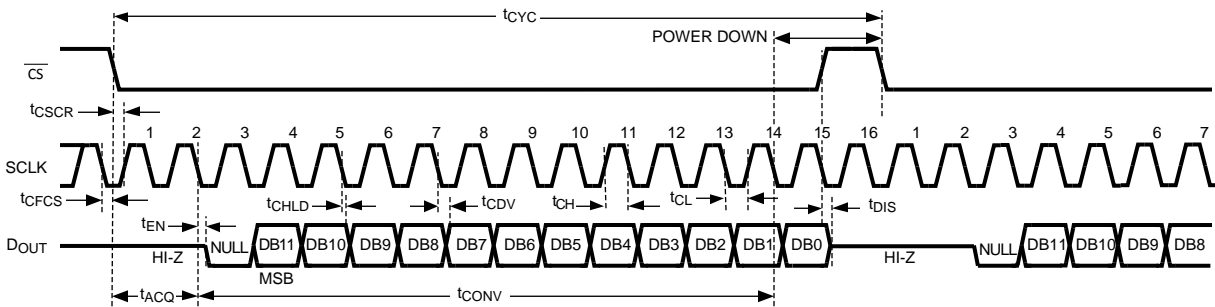 tCYC
POWER DOWN
CS
tCSCR
1 2 3 4 5 6 7 8 9 10 11 12 13 14 15 16 1 2 3 4 5 6 7
SCLK
tCFCS tCHLD tCDV tCH tCL tDIS
tEN
DOUT HI-Z NULL DB11 DB10 DB9 DB8 DB7 DB6 DB5 DB4 DB3 DB2 DB1 DB0 HI-Z NULL DB11 DB10 DB9 DB8
MSB
tACQ tCONV